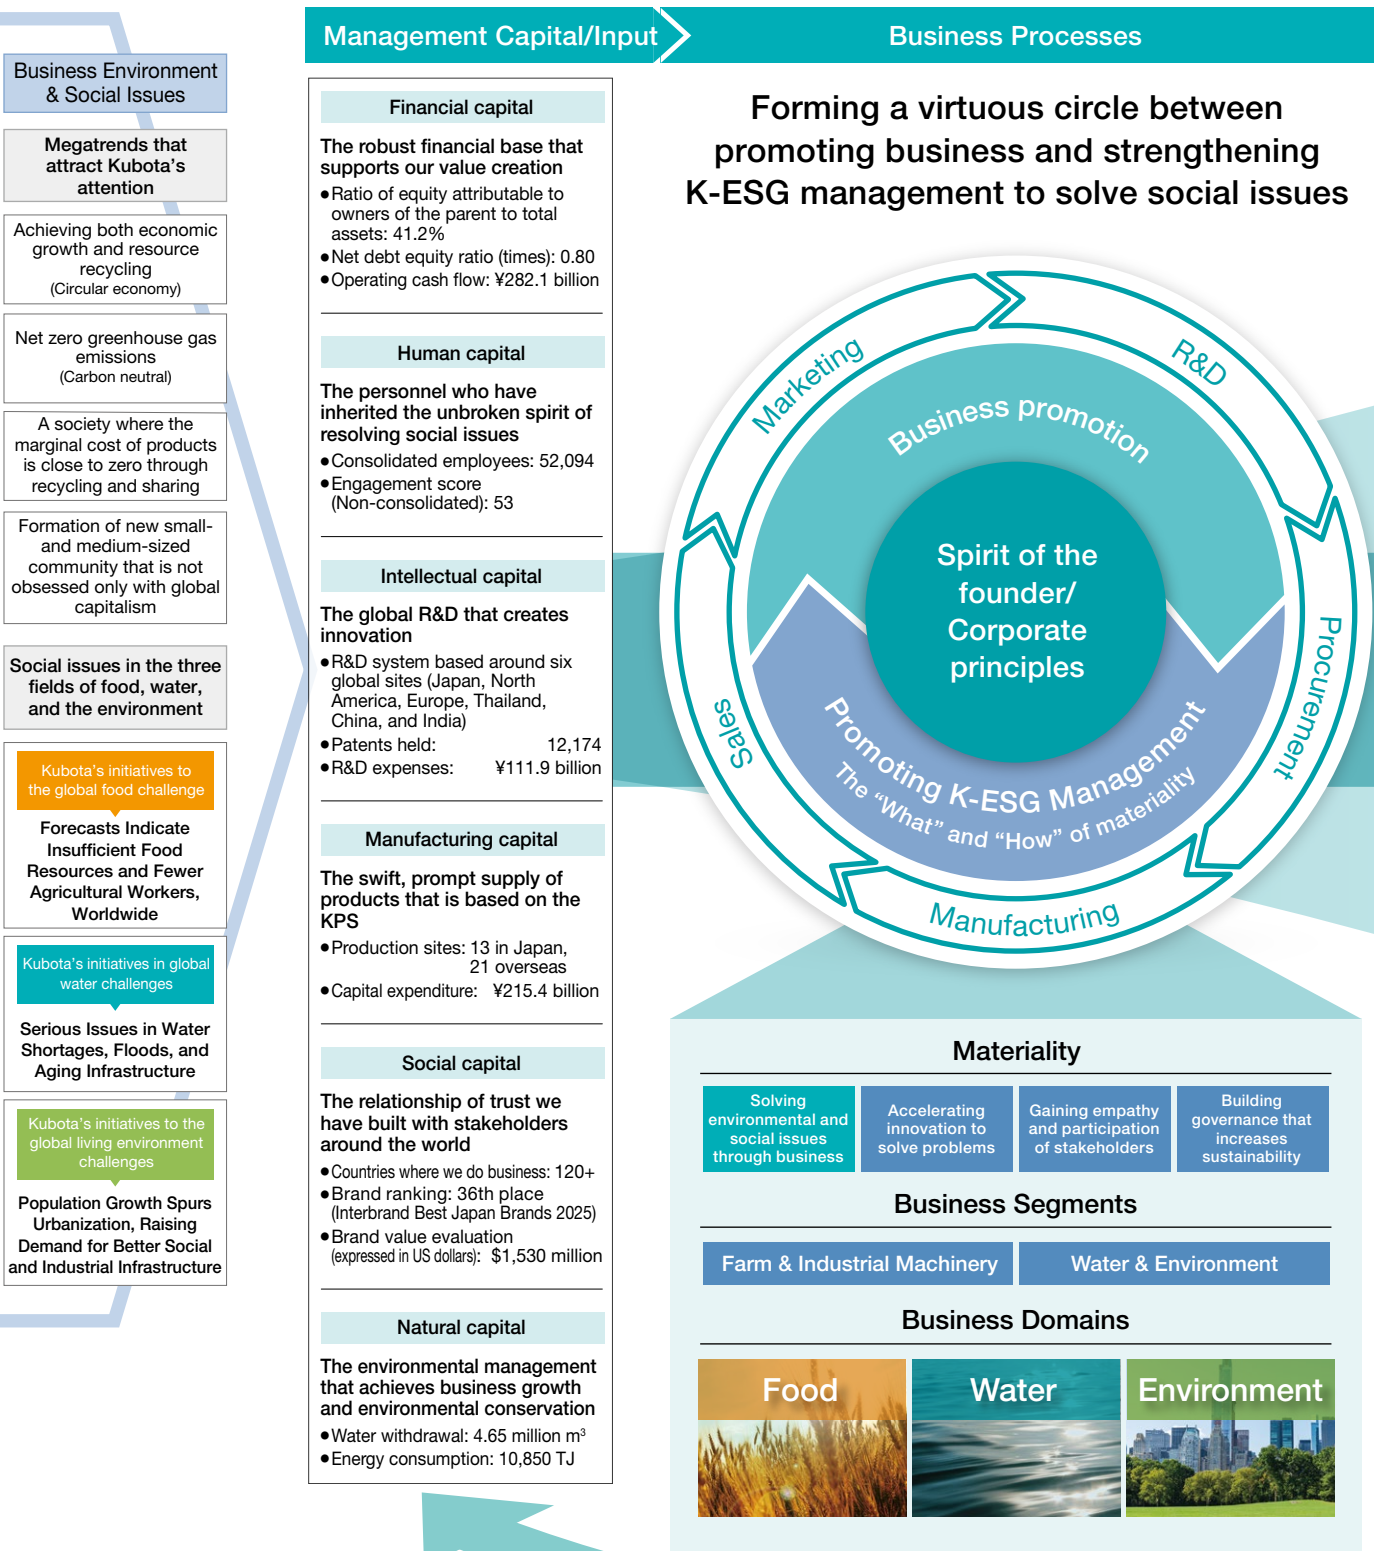 Management Capital/Input
Business Processes
Business Environment
& Social Issues
Megatrends that
attract Kubota's
attention
Achieving both economic
growth and resource
recycling
(Circular economy)
Net zero greenhouse gas
emissions
(Carbon neutral)
A society where the
marginal cost of products
is close to zero through
recycling and sharing
Formation of new small-
and medium-sized
community that is not
obsessed only with global
capitalism
Social issues in the three
fields of food, water,
and the environment
Kubota's initiatives to
the global food challenge
Forecasts Indicate
Insufficient Food
Resources and Fewer
Agricultural Workers,
Worldwide
Kubota's initiatives in global
water challenges
Serious Issues in Water
Shortages, Floods, and
Aging Infrastructure
Kubota's initiatives to the
global living environment
challenges
Population Growth Spurs
Urbanization, Raising
Demand for Better Social
and Industrial Infrastructure
Financial capital
The robust financial base that
supports our value creation
●Ratio of equity attributable to
owners of the parent to total
assets: 41.2%
●Net debt equity ratio (times): 0.80
●Operating cash flow: ¥282.1 billion
Human capital
The personnel who have
inherited the unbroken spirit of
resolving social issues
●Consolidated employees: 52,094
●Engagement score
(Non-consolidated): 53
Intellectual capital
The global R&D that creates
innovation
●R&D system based around six
global sites (Japan, North
America, Europe, Thailand,
China, and India)
●Patents held: 12,174
●R&D expenses: ¥111.9 billion
Manufacturing capital
The swift, prompt supply of
products that is based on the
KPS
●Production sites: 13 in Japan,
21 overseas
●Capital expenditure: ¥215.4 billion
Social capital
The relationship of trust we
have built with stakeholders
around the world
●Countries where we do business: 120+
●Brand ranking: 36th place
(Interbrand Best Japan Brands 2025)
●Brand value evaluation
(expressed in US dollars): $1,530 million
Natural capital
The environmental management
that achieves business growth
and environmental conservation
●Water withdrawal: 4.65 million m³
●Energy consumption: 10,850 TJ
Forming a virtuous circle between
promoting business and strengthening
K-ESG management to solve social issues
Marketing
R&D
Procurement
Manufacturing
Sales
Business promotion
Spirit of the
founder/
Corporate
principles
Promoting K-ESG Management
The “What” and “How” of materiality
Materiality
Solving
environmental and
social issues
through business
Accelerating
innovation to
solve problems
Gaining empathy
and participation
of stakeholders
Building
governance that
increases
sustainability
Business Segments
Farm & Industrial Machinery
Water & Environment
Business Domains
Food
Water
Environment